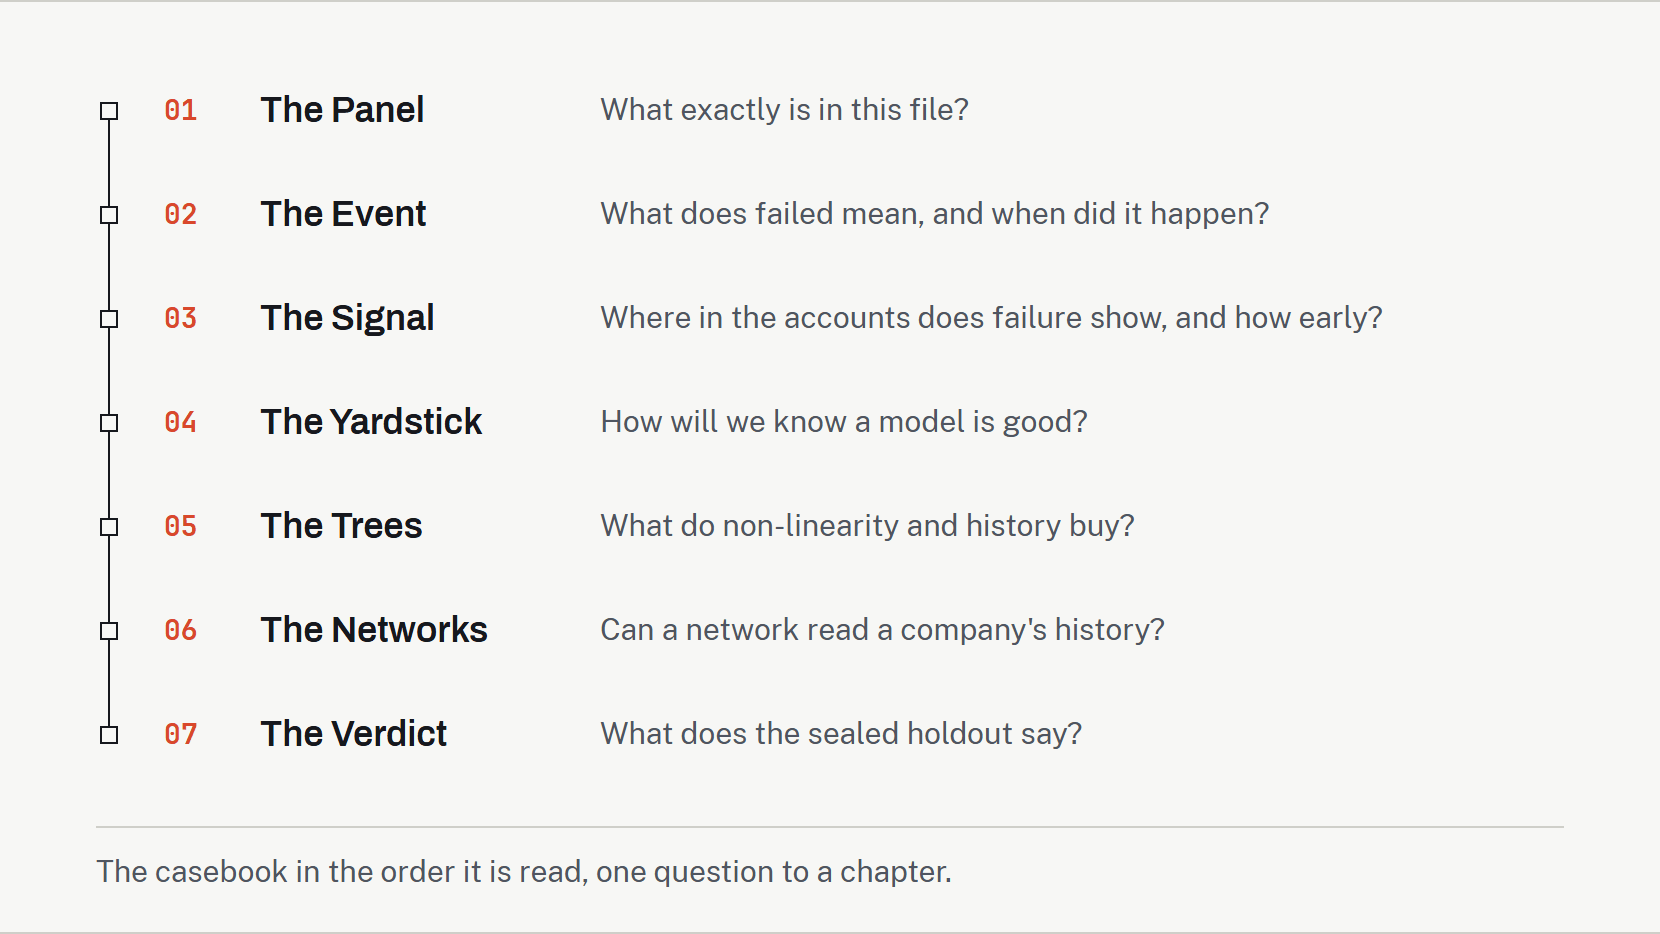 01 The Panel What exactly is in this file?
02 The Event What does failed mean, and when did it happen?
03 The Signal Where in the accounts does failure show, and how early?
04 The Yardstick How will we know a model is good?
05 The Trees What do non-linearity and history buy?
06 The Networks Can a network read a company's history?
07 The Verdict What does the sealed holdout say?
The casebook in the order it is read, one question to a chapter.